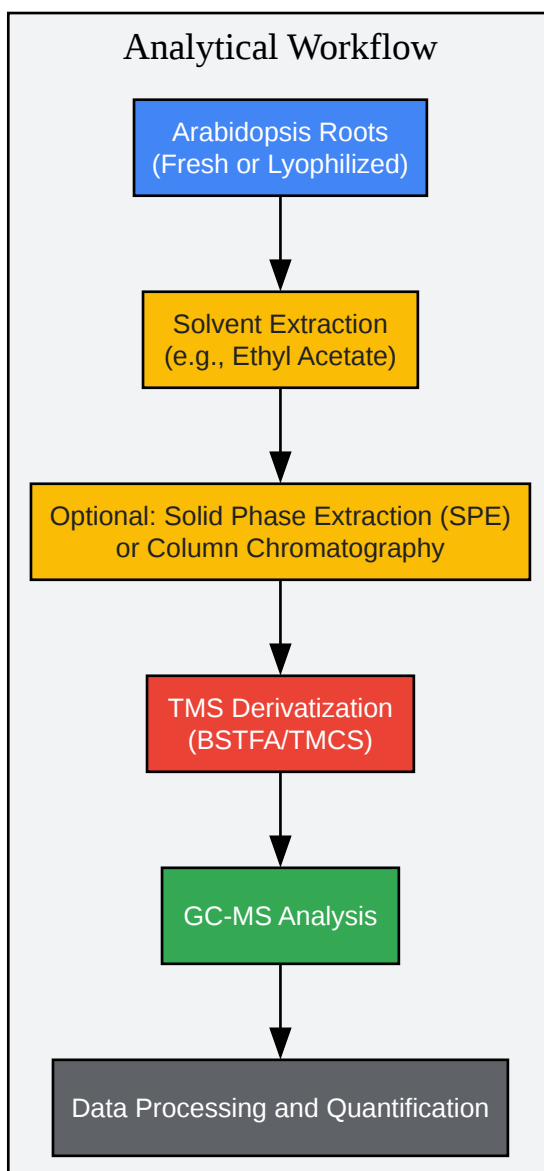 Analytical Workflow
Arabidopsis Roots
(Fresh or Lyophilized)
Solvent Extraction
(e.g., Ethyl Acetate)
Optional: Solid Phase Extraction (SPE)
or Column Chromatography
TMS Derivatization
(BSTFA/TMCS)
GC-MS Analysis
Data Processing and Quantification